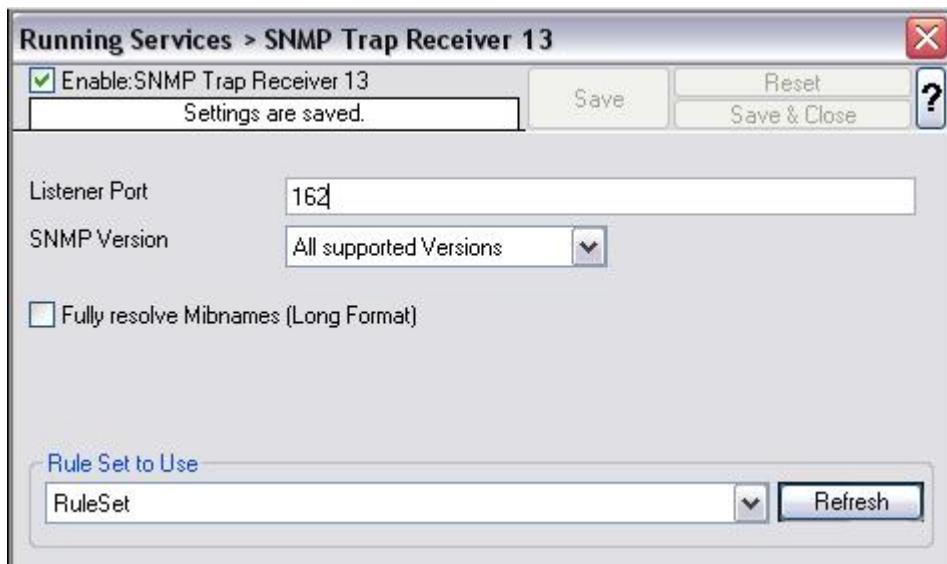 Running Services > SNMP Trap Receiver 13
Enable:SNMP Trap Receiver 13
Settings are saved.
Save
Reset
Save & Close
?
Listener Port
162
SNMP Version
All supported Versions
Fully resolve Mibnames (Long Format)
Rule Set to Use
RuleSet
Refresh